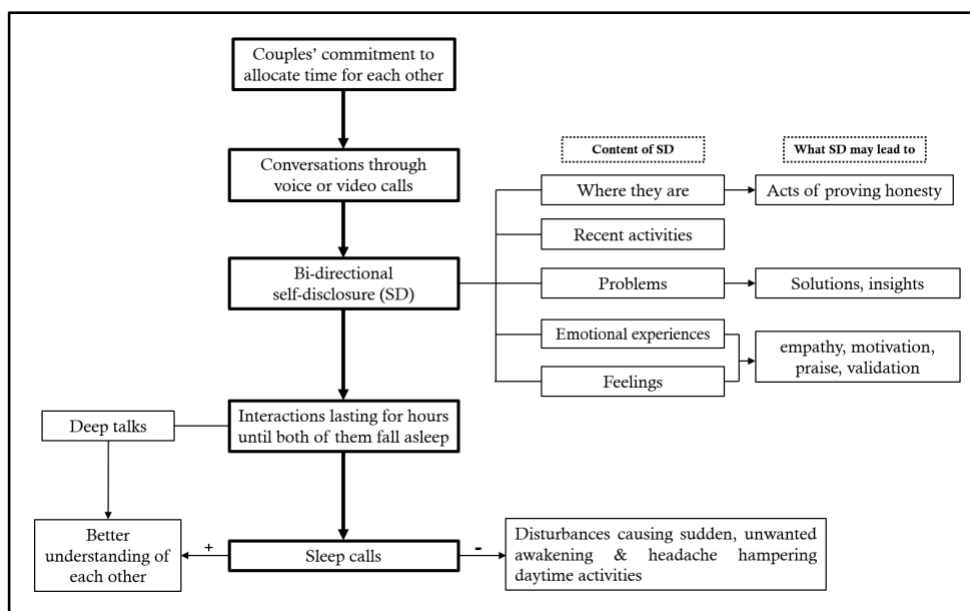 Couples' commitment to
allocate time for each other
Conversations through
voice or video calls
Content of SD
What SD may lead to
Where they are
Acts of proving honesty
Recent activities
Bi-directional
self-disclosure (SD)
Problems
Solutions, insights
Emotional experiences
empathy, motivation,
praise, validation
Feelings
Interactions lasting for hours
until both of them fall asleep
Deep talks
Better
understanding of
each other
+
Sleep calls
-
Disturbances causing sudden, unwanted
awakening & headache hampering
daytime activities